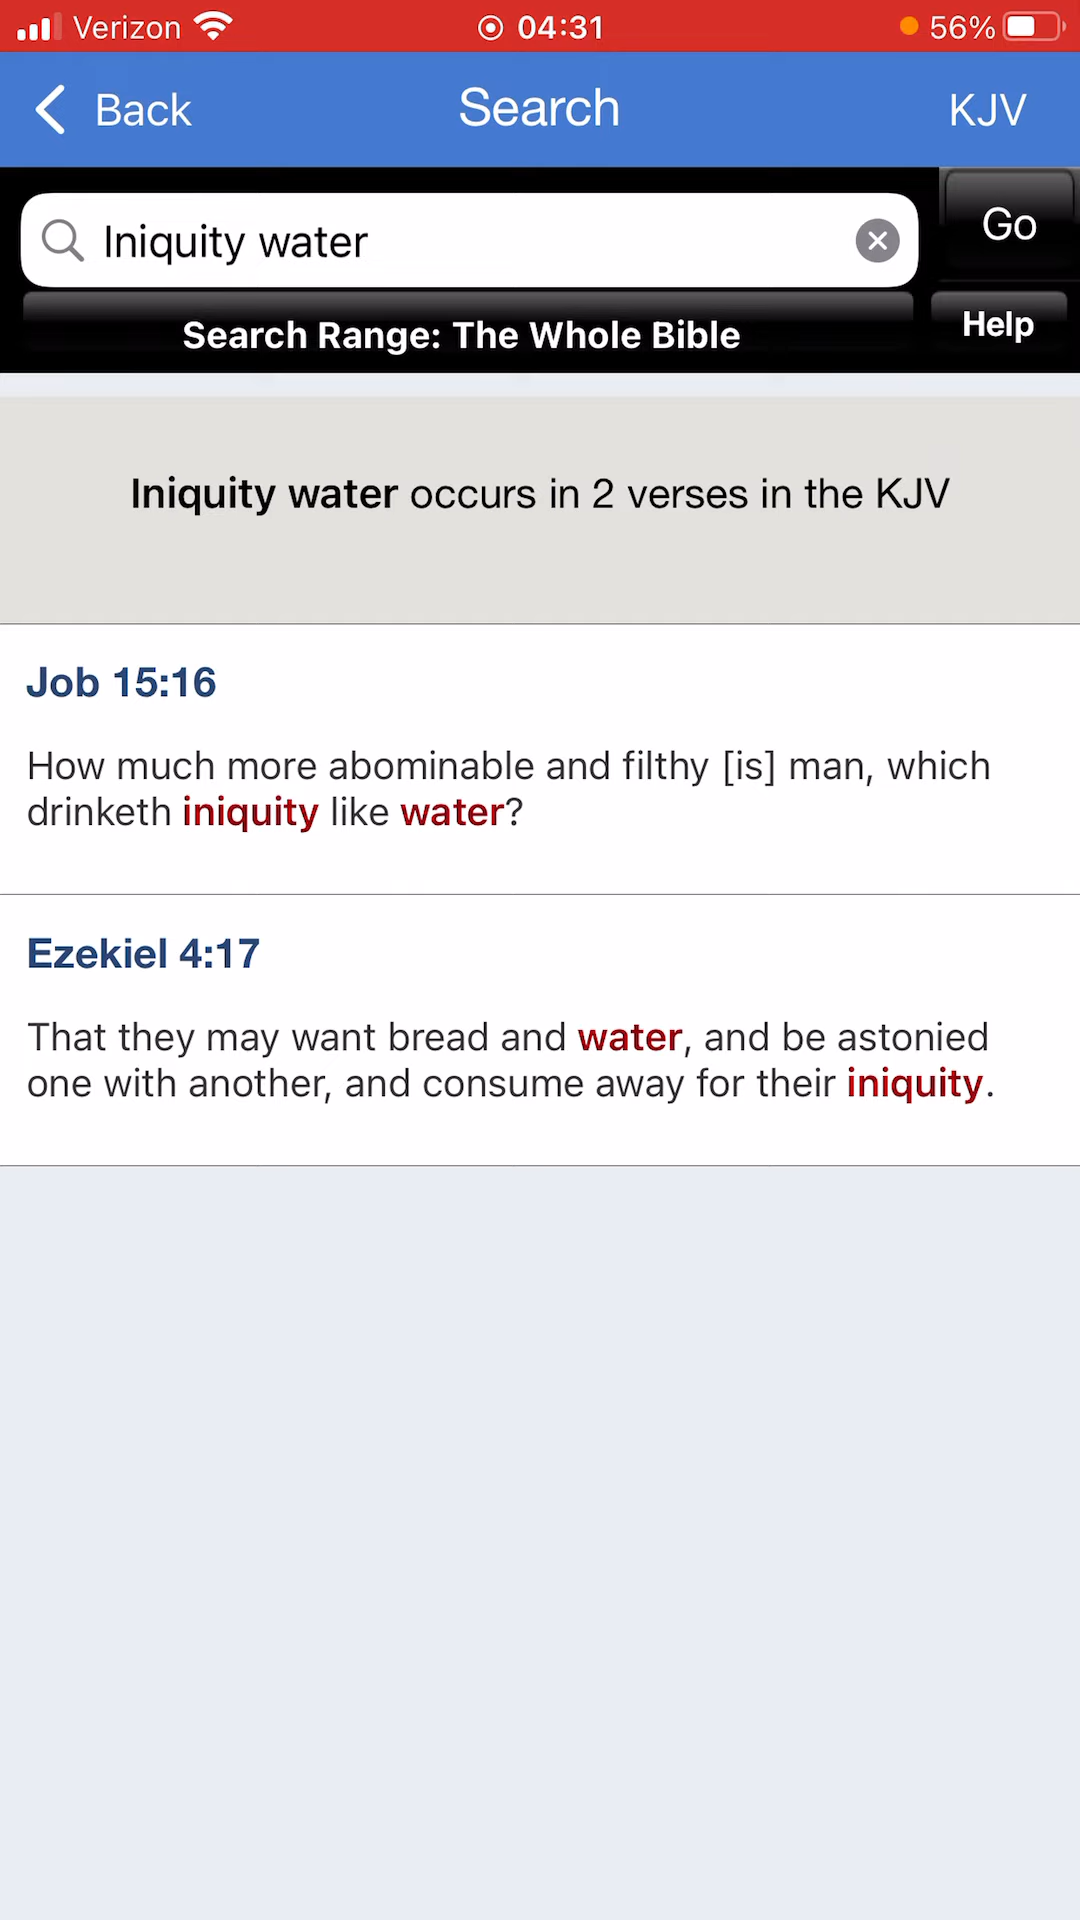 Verizon 04:31 56%
Back Search KJV
Iniquity water Go
Search Range: The Whole Bible Help
Iniquity water occurs in 2 verses in the KJV
Job 15:16
How much more abominable and filthy [is] man, which
drinketh iniquity like water?
Ezekiel 4:17
That they may want bread and water, and be astonied
one with another, and consume away for their iniquity.